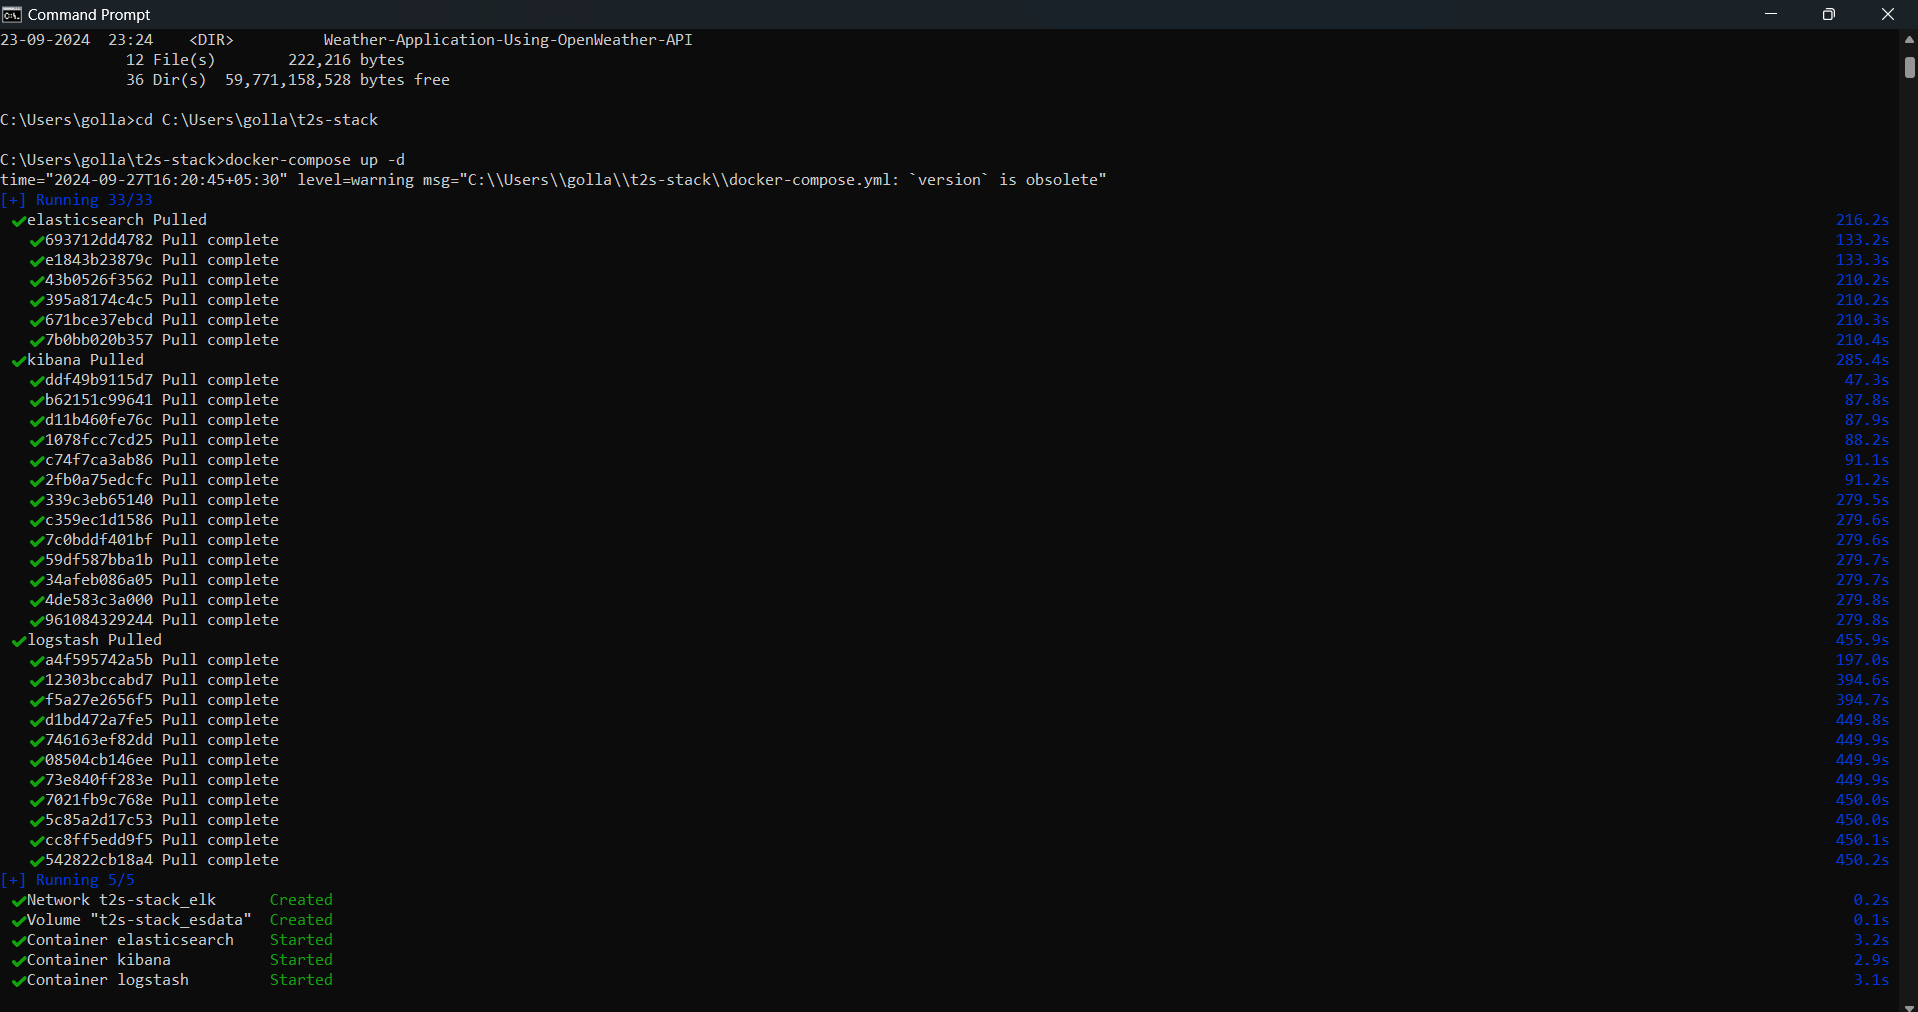 Command Prompt
23-09-2024  23:24    <DIR>          Weather-Application-Using-OpenWeather-API
12 File(s)        222,216 bytes
36 Dir(s)  59,771,158,528 bytes free
C:\Users\golla>cd C:\Users\golla\t2s-stack
C:\Users\golla\t2s-stack>docker-compose up -d
time="2024-09-27T16:20:45+05:30" level=warning msg="C:\\Users\\golla\\t2s-stack\\docker-compose.yml: `version` is obsolete"
[+] Running 33/33
✔elasticsearch Pulled 216.2s
✔693712dd4782 Pull complete 133.2s
✔e1843b23879c Pull complete 133.3s
✔43b0526f3562 Pull complete 210.2s
✔395a8174c4c5 Pull complete 210.2s
✔671bce37ebcd Pull complete 210.3s
✔7b0bb020b357 Pull complete 210.4s
✔kibana Pulled 285.4s
✔ddf49b9115d7 Pull complete 47.3s
✔b62151c99641 Pull complete 87.8s
✔d11b460fe76c Pull complete 87.9s
✔1078fcc7cd25 Pull complete 88.2s
✔c74f7ca3ab86 Pull complete 91.1s
✔2fb0a75edcfc Pull complete 91.2s
✔339c3eb65140 Pull complete 279.5s
✔c359ec1d1586 Pull complete 279.6s
✔7c0bddf401bf Pull complete 279.6s
✔59df587bba1b Pull complete 279.7s
✔34afeb086a05 Pull complete 279.7s
✔4de583c3a000 Pull complete 279.8s
✔961084329244 Pull complete 279.8s
✔logstash Pulled 455.9s
✔a4f595742a5b Pull complete 197.0s
✔12303bccabd7 Pull complete 394.6s
✔f5a27e2656f5 Pull complete 394.7s
✔d1bd472a7fe5 Pull complete 449.8s
✔746163ef82dd Pull complete 449.9s
✔08504cb146ee Pull complete 449.9s
✔73e840ff283e Pull complete 449.9s
✔7021fb9c768e Pull complete 450.0s
✔5c85a2d17c53 Pull complete 450.0s
✔cc8ff5edd9f5 Pull complete 450.1s
✔542822cb18a4 Pull complete 450.2s
[+] Running 5/5
✔Network t2s-stack_elk      Created 0.2s
✔Volume "t2s-stack_esdata"  Created 0.1s
✔Container elasticsearch    Started 3.2s
✔Container kibana           Started 2.9s
✔Container logstash         Started 3.1s